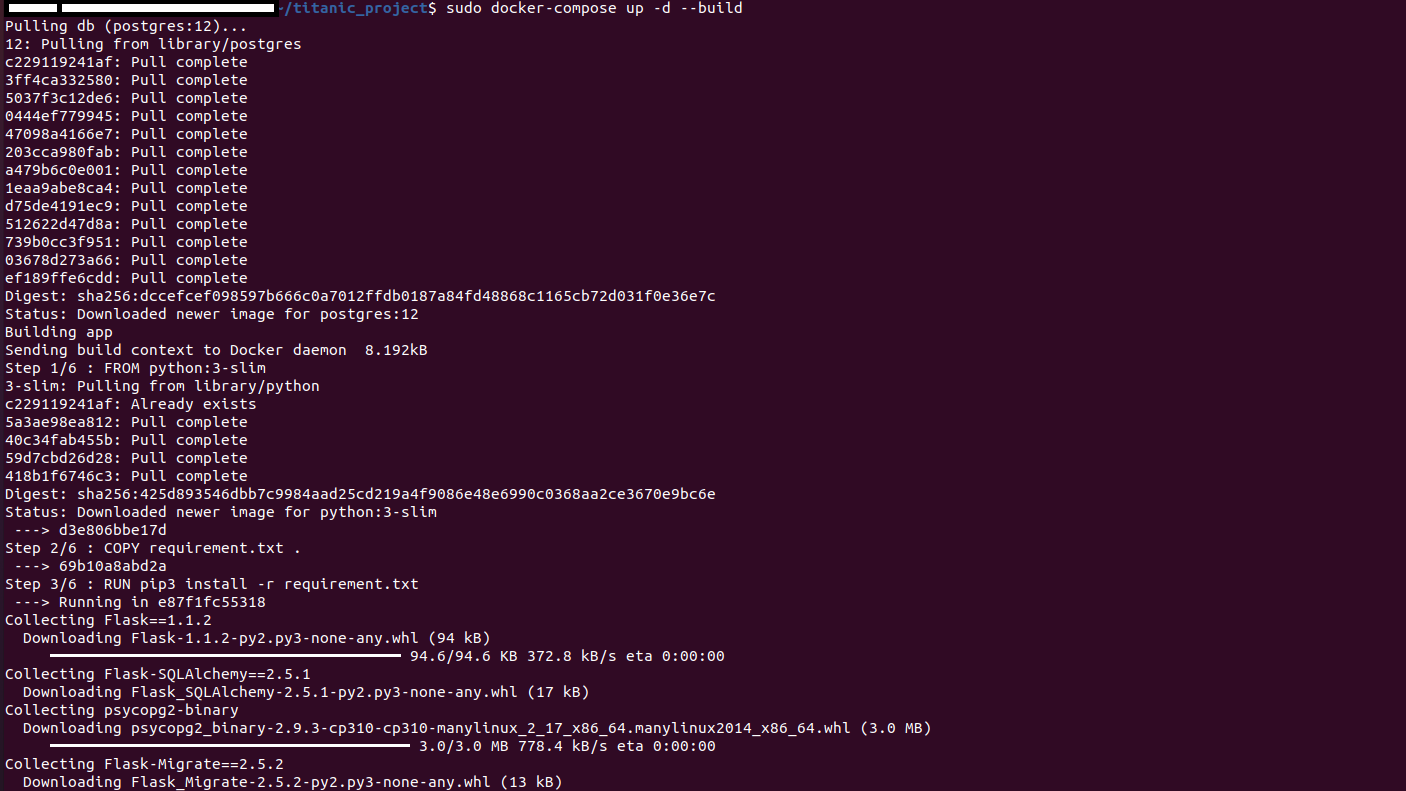 ~/titanic_project$ sudo docker-compose up -d --build
Pulling db (postgres:12)...
12: Pulling from library/postgres
c229119241af: Pull complete
3ff4ca332580: Pull complete
5037f3c12de6: Pull complete
0444ef779945: Pull complete
47098a4166e7: Pull complete
203cca980fab: Pull complete
a479b6c0e001: Pull complete
1eaa9abe8ca4: Pull complete
d75de4191ec9: Pull complete
512622d47d8a: Pull complete
739b0cc3f951: Pull complete
03678d273a66: Pull complete
ef189ffe6cdd: Pull complete
Digest: sha256:dccefcef098597b666c0a7012ffdb0187a84fd48868c1165cb72d031f0e36e7c
Status: Downloaded newer image for postgres:12
Building app
Sending build context to Docker daemon  8.192kB
Step 1/6 : FROM python:3-slim
3-slim: Pulling from library/python
c229119241af: Already exists
5a3ae98ea812: Pull complete
40c34fab455b: Pull complete
59d7cbd26d28: Pull complete
418b1f6746c3: Pull complete
Digest: sha256:425d893546dbb7c9984aad25cd219a4f9086e48e6990c0368aa2ce3670e9bc6e
Status: Downloaded newer image for python:3-slim
 ---> d3e806bbe17d
Step 2/6 : COPY requirement.txt .
 ---> 69b10a8abd2a
Step 3/6 : RUN pip3 install -r requirement.txt
 ---> Running in e87f1fc55318
Collecting Flask==1.1.2
  Downloading Flask-1.1.2-py2.py3-none-any.whl (94 kB)
94.6/94.6 KB 372.8 kB/s eta 0:00:00
Collecting Flask-SQLAlchemy==2.5.1
  Downloading Flask_SQLAlchemy-2.5.1-py2.py3-none-any.whl (17 kB)
Collecting psycopg2-binary
  Downloading psycopg2_binary-2.9.3-cp310-cp310-manylinux_2_17_x86_64.manylinux2014_x86_64.whl (3.0 MB)
3.0/3.0 MB 778.4 kB/s eta 0:00:00
Collecting Flask-Migrate==2.5.2
  Downloading Flask_Migrate-2.5.2-py2.py3-none-any.whl (13 kB)